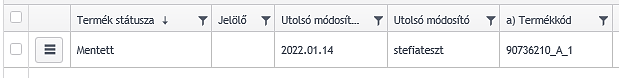 Termék státusza ↓ Jelölő Utolsó módosít... Utolsó módosító a) Termékkód
Mentett 2022.01.14 stefiateszt 90736210_A_1